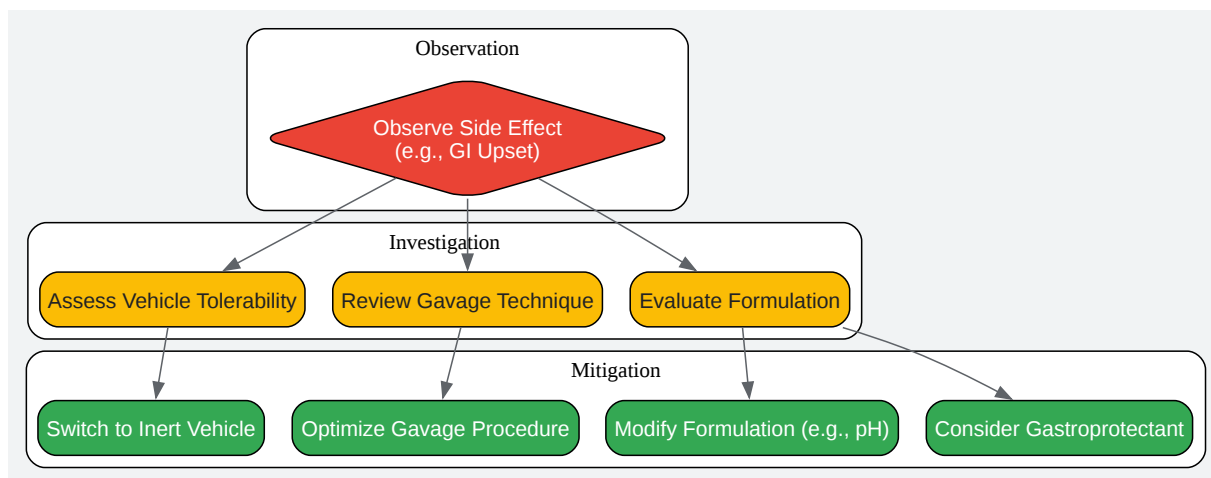 Observation
Observe Side Effect
(e.g., GI Upset)
Investigation
Assess Vehicle Tolerability
Review Gavage Technique
Evaluate Formulation
Mitigation
Switch to Inert Vehicle
Optimize Gavage Procedure
Modify Formulation (e.g., pH)
Consider Gastroprotectant